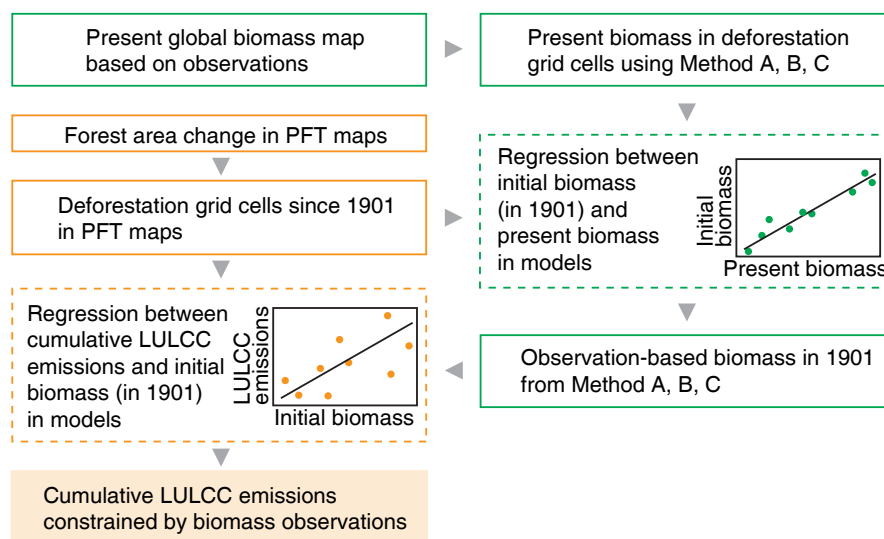 Present global biomass map
based on observations
Present biomass in deforestation
grid cells using Method A, B, C
Forest area change in PFT maps
Deforestation grid cells since 1901
in PFT maps
Regression between
initial biomass
(in 1901) and
present biomass
in models
Initial
biomass
Present biomass
Regression between
cumulative LULCC
emissions and initial
biomass (in 1901)
in models
LULCC
emissions
Initial biomass
Observation-based biomass in 1901
from Method A, B, C
Cumulative LULCC emissions
constrained by biomass observations